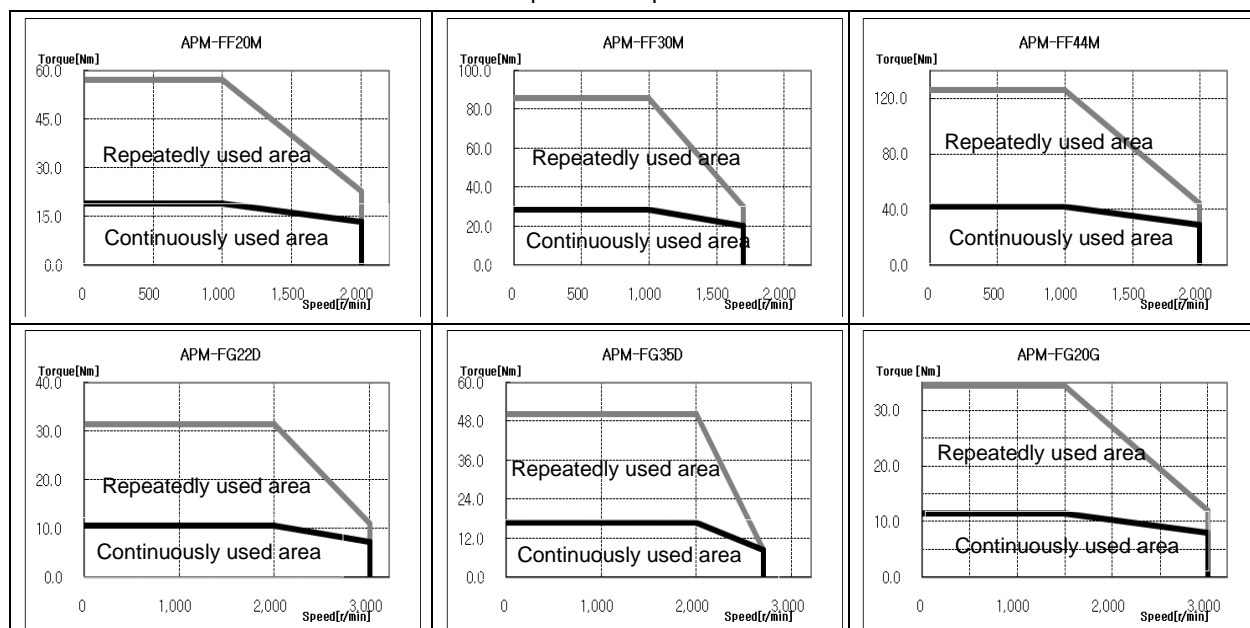 APM-FF20M
Torque[Nm]
60.0
45.0
30.0
15.0
0.0
Repeatedly used area
Continuously used area
0 500 1,000 1,500 2,000
Speed[r/min]
APM-FF30M
Torque[Nm]
100.0
80.0
60.0
40.0
20.0
0.0
Repeatedly used area
Continuously used area
0 500 1,000 1,500 2,000
Speed[r/min]
APM-FF44M
Torque[Nm]
120.0
80.0
40.0
0.0
Repeatedly used area
Continuously used area
0 500 1,000 1,500 2,000
Speed[r/min]
APM-FG22D
Torque[Nm]
40.0
30.0
20.0
10.0
0.0
Repeatedly used area
Continuously used area
0 1,000 2,000 3,000
Speed[r/min]
APM-FG35D
Torque[Nm]
60.0
48.0
36.0
24.0
12.0
0.0
Repeatedly used area
Continuously used area
0 1,000 2,000 3,000
Speed[r/min]
APM-FG20G
Torque [Nm]
30.0
20.0
10.0
0.0
Repeatedly used area
Continuously used area
0 1,000 2,000 3,000
Speed[r/min]